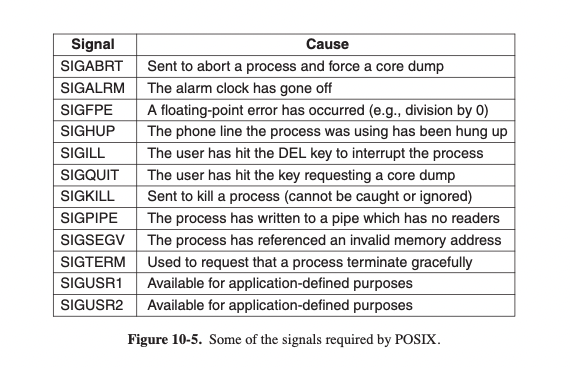 Signal Cause
SIGABRT Sent to abort a process and force a core dump
SIGALRM The alarm clock has gone off
SIGFPE A floating-point error has occurred (e.g., division by 0)
SIGHUP The phone line the process was using has been hung up
SIGILL The user has hit the DEL key to interrupt the process
SIGQUIT The user has hit the key requesting a core dump
SIGKILL Sent to kill a process (cannot be caught or ignored)
SIGPIPE The process has written to a pipe which has no readers
SIGSEGV The process has referenced an invalid memory address
SIGTERM Used to request that a process terminate gracefully
SIGUSR1 Available for application-defined purposes
SIGUSR2 Available for application-defined purposes
Figure 10-5. Some of the signals required by POSIX.